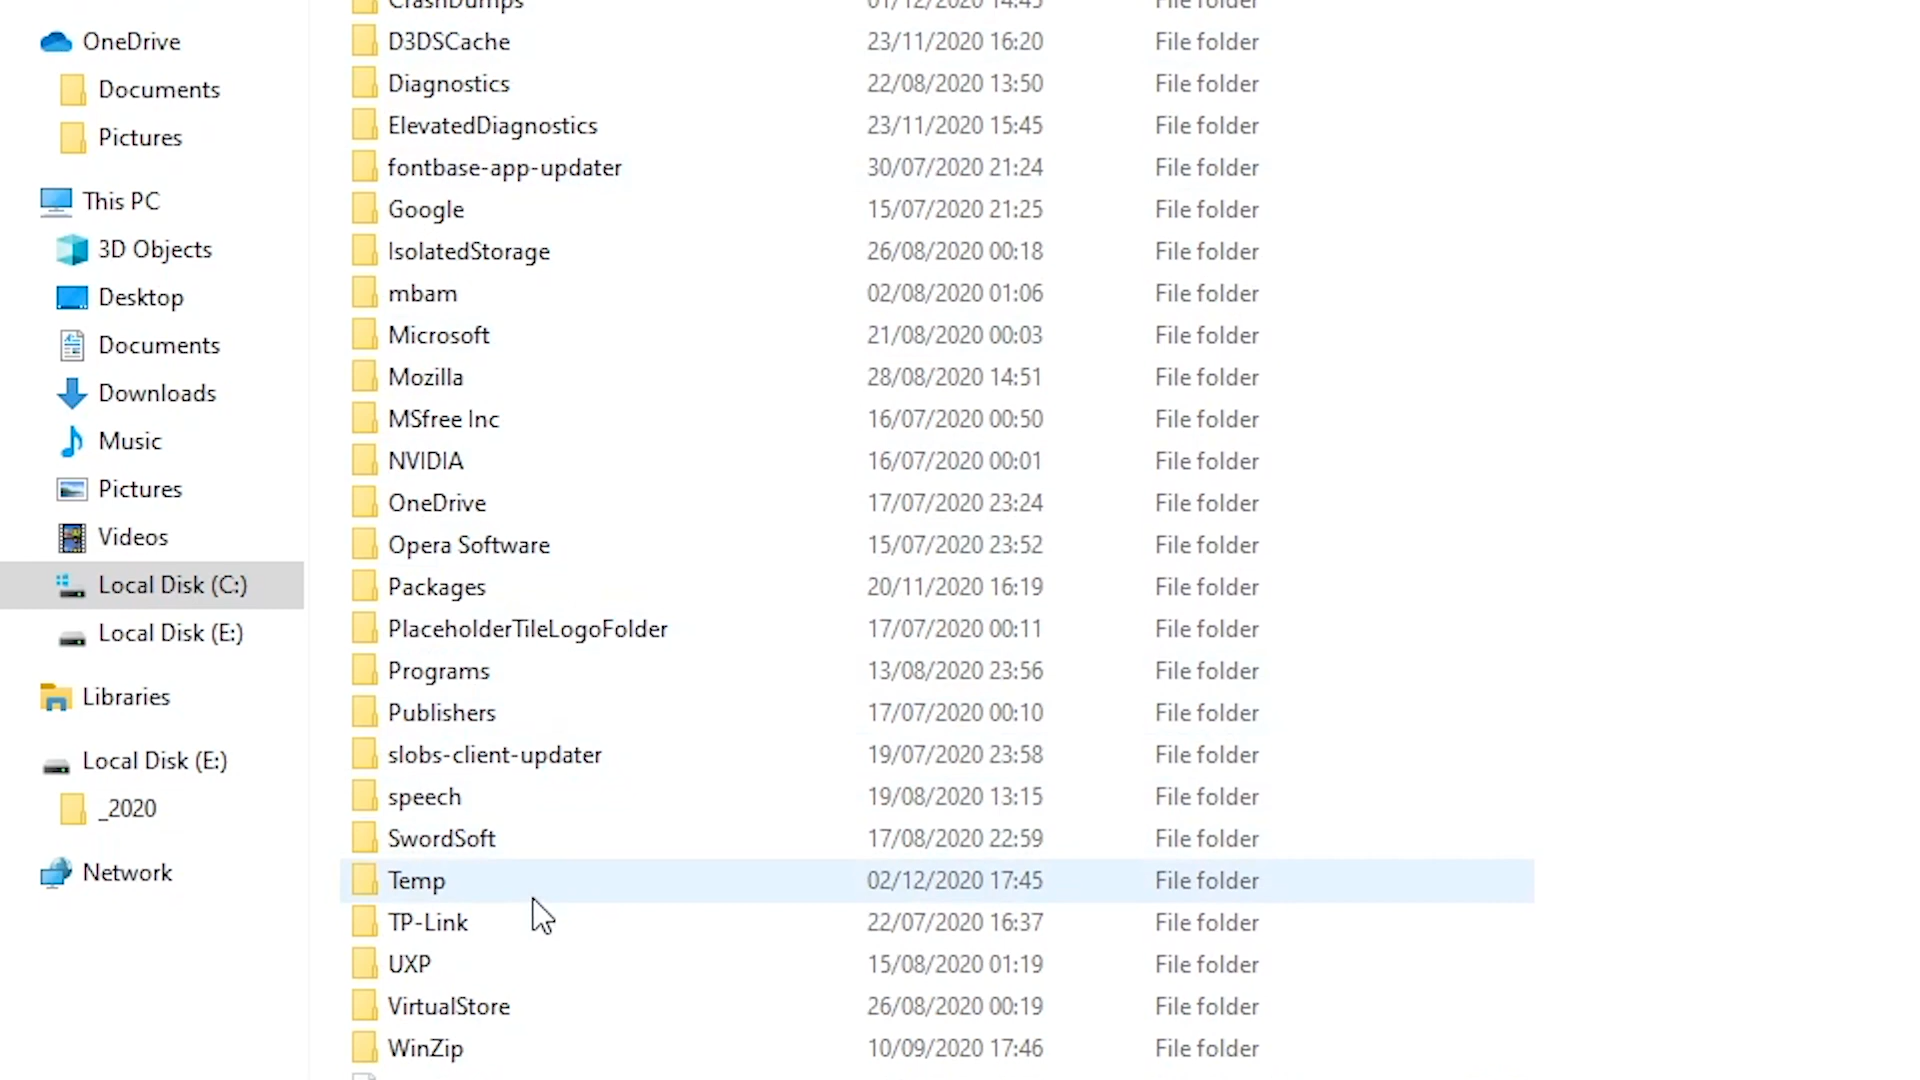 OneDrive
Documents
Pictures
This PC
3D Objects
Desktop
Documents
Downloads
Music
Pictures
Videos
Local Disk (C:)
Local Disk (E:)
Libraries
Local Disk (E:)
_2020
Network
CrashDumps 01/12/2020 14:45 File folder
D3DSCache 23/11/2020 16:20 File folder
Diagnostics 22/08/2020 13:50 File folder
ElevatedDiagnostics 23/11/2020 15:45 File folder
fontbase-app-updater 30/07/2020 21:24 File folder
Google 15/07/2020 21:25 File folder
IsolatedStorage 26/08/2020 00:18 File folder
mbam 02/08/2020 01:06 File folder
Microsoft 21/08/2020 00:03 File folder
Mozilla 28/08/2020 14:51 File folder
MSfree Inc 16/07/2020 00:50 File folder
NVIDIA 16/07/2020 00:01 File folder
OneDrive 17/07/2020 23:24 File folder
Opera Software 15/07/2020 23:52 File folder
Packages 20/11/2020 16:19 File folder
PlaceholderTileLogoFolder 17/07/2020 00:11 File folder
Programs 13/08/2020 23:56 File folder
Publishers 17/07/2020 00:10 File folder
slobs-client-updater 19/07/2020 23:58 File folder
speech 19/08/2020 13:15 File folder
SwordSoft 17/08/2020 22:59 File folder
Temp 02/12/2020 17:45 File folder
TP-Link 22/07/2020 16:37 File folder
UXP 15/08/2020 01:19 File folder
VirtualStore 26/08/2020 00:19 File folder
WinZip 10/09/2020 17:46 File folder